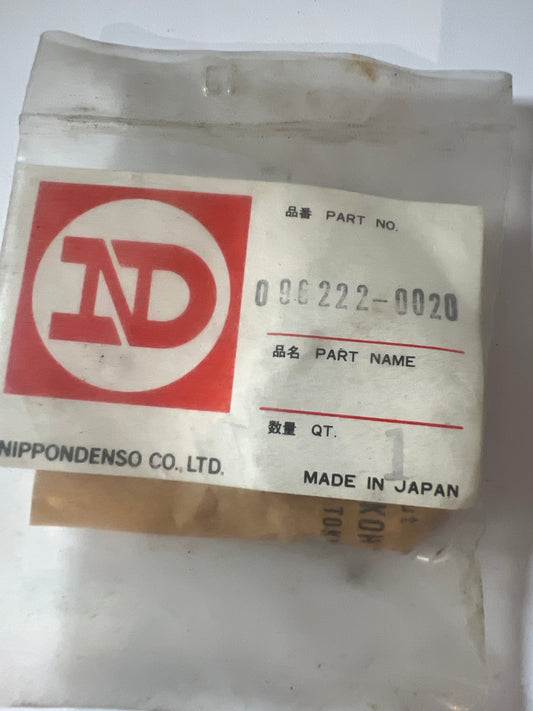 ND
品番 PART NO.
096222-0020
品名 PART NAME
数量 QT. 1
NIPPONDENSO CO., LTD.
MADE IN JAPAN